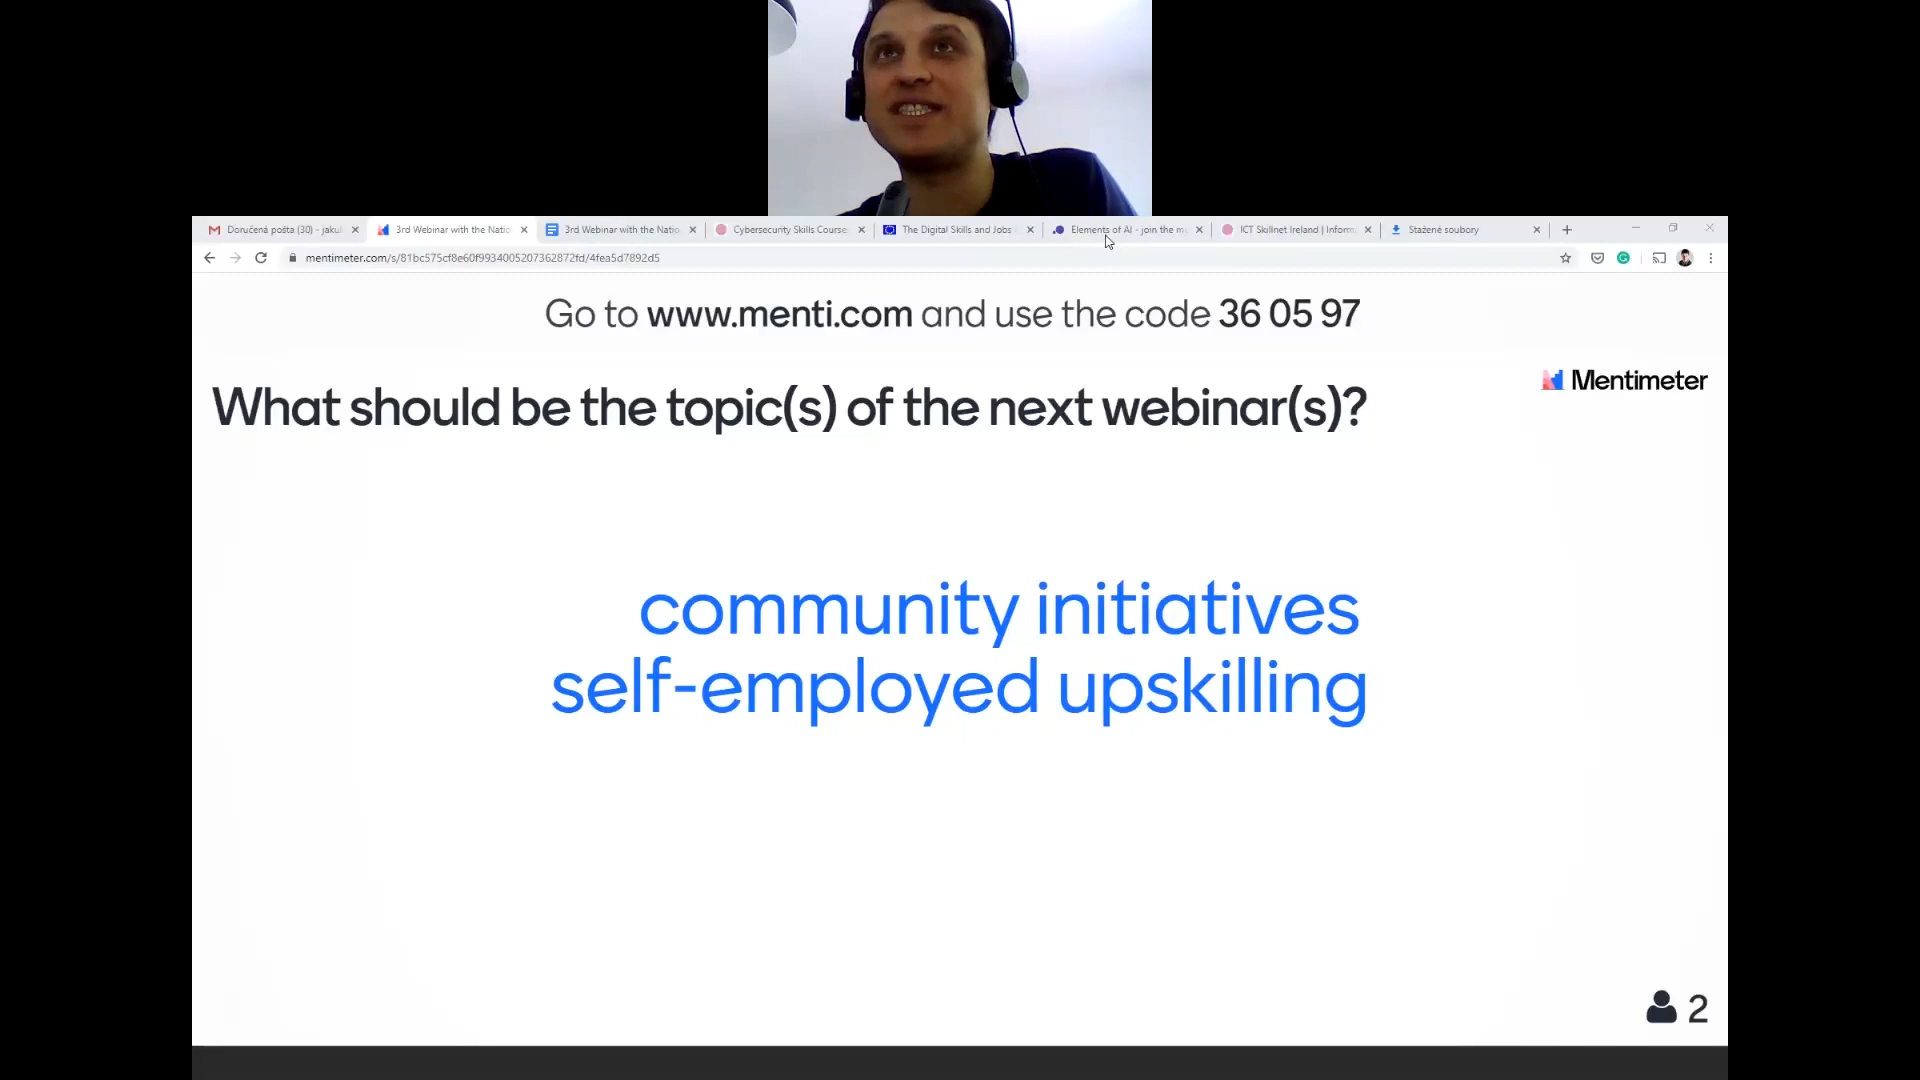 Doručená pošta (30) - jakul
3rd Webinar with the Natio
3rd Webinar with the Natio
Cybersecurity Skills Course
The Digital Skills and Jobs
Elements of AI - join the m
ICT Skillnet Ireland | Inform
Stažené soubory
mentimeter.com/s/81bc575cf8e60f9934005207362872fd/4fea5d7892d5
Go to www.menti.com and use the code 36 05 97
Mentimeter
What should be the topic(s) of the next webinar(s)?
community initiatives
self-employed upskilling
2